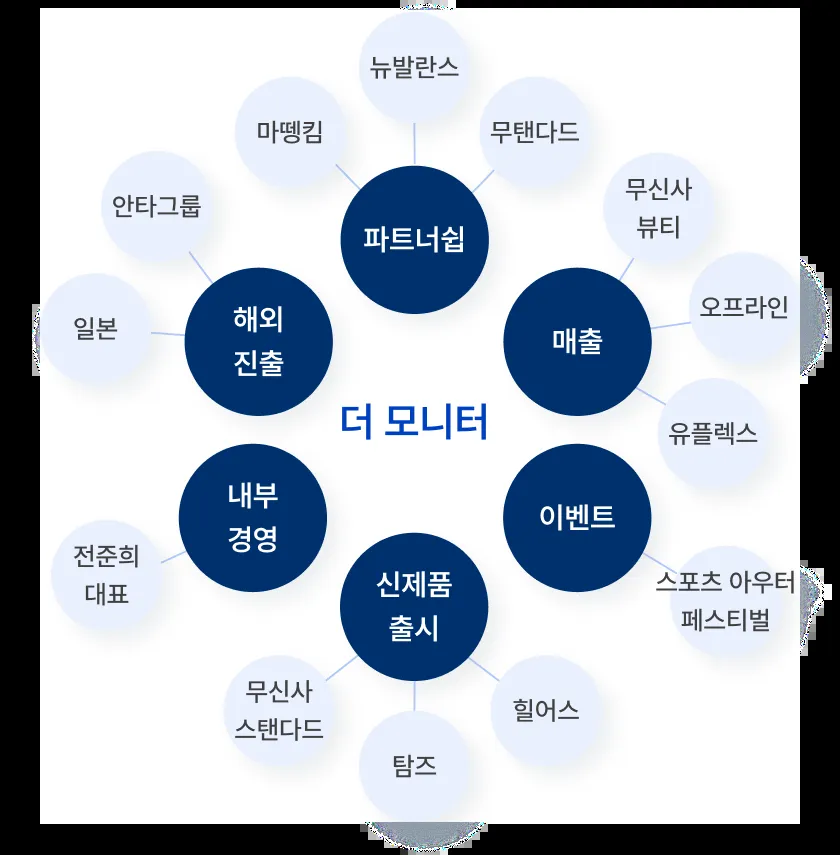 뉴발란스
마뗑킴
무탠다드
파트너쉽
안타그룹
일본
해외
진출
무신사
뷰티
오프라인
유플렉스
매출
더 모니터
내부
경영
전준희
대표
이벤트
스포츠 아우터
페스티벌
신제품
출시
무신사
스탠다드
탐즈
힐어스